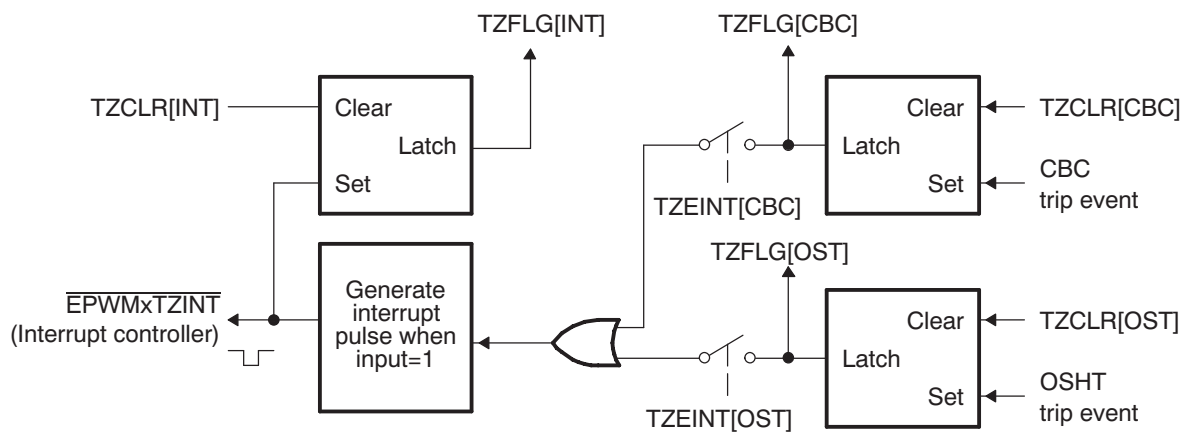 TZFLG[INT]
TZFLG[CBC]
TZCLR[INT]
Clear
Latch
Set
Clear
Latch
Set
TZCLR[CBC]
CBC
trip event
TZEINT[CBC]
TZFLG[OST]
EPWMxTZINT
(Interrupt controller)
Generate
interrupt
pulse when
input=1
Clear
Latch
Set
TZCLR[OST]
OSHT
trip event
TZEINT[OST]